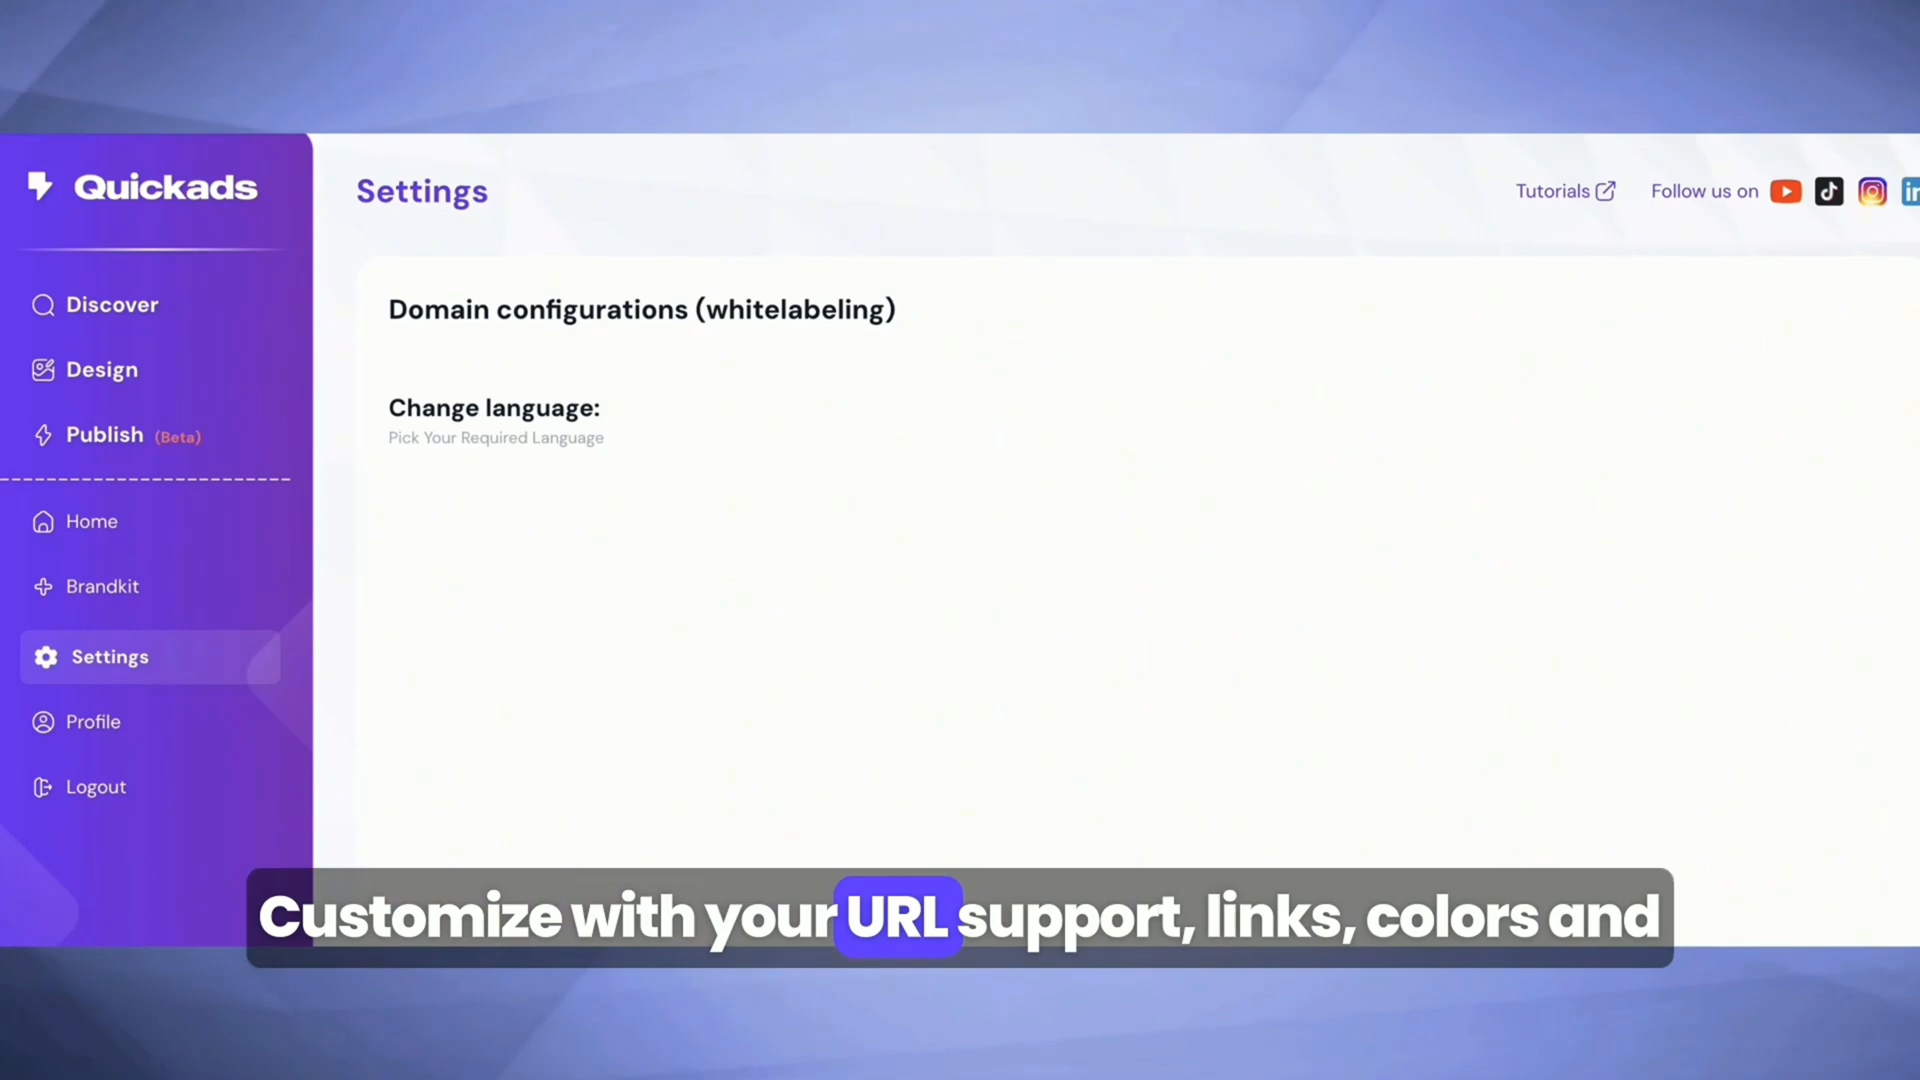 Quickads
Settings
Tutorials
Follow us on
Discover
Domain configurations (whitelabeling)
Design
Change language:
Publish (Beta)
Pick Your Required Language
Home
Brandkit
Settings
Profile
Logout
Customize with your URL support, links, colors and